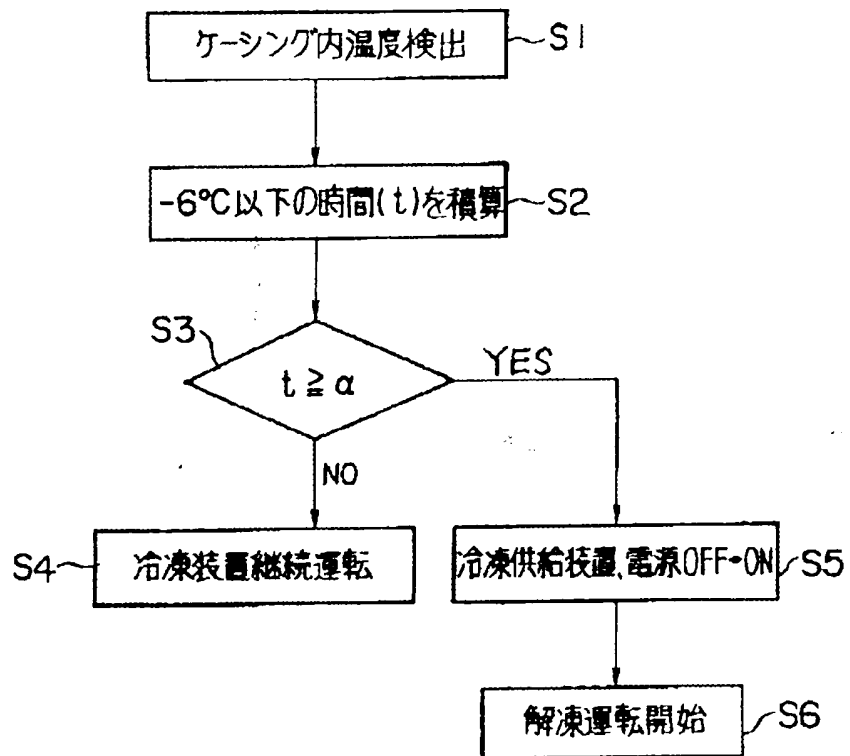 ケーシング内温度検出 S1
-6℃以下の時間(t)を積算 S2
S3
t ≧ α
YES
NO
S4 冷凍装置継続運転
冷凍供給装置、電源OFF・ON S5
解凍運転開始 S6